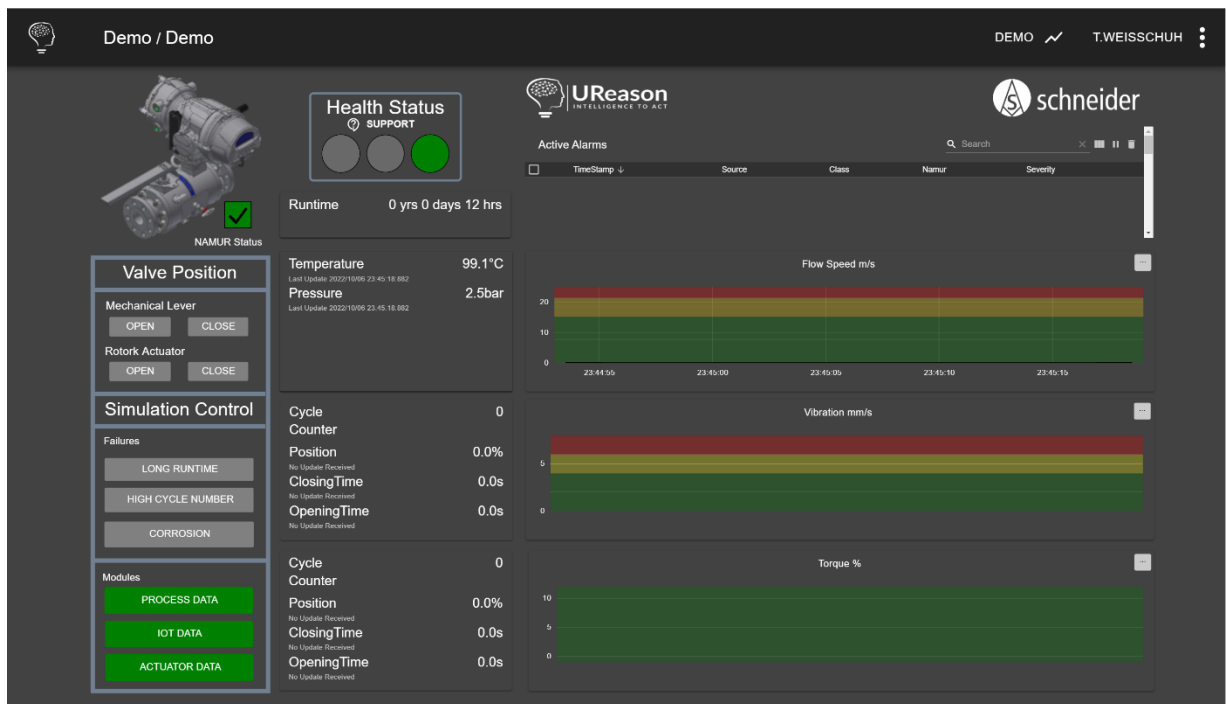 Demo / Demo
DEMO
T.WEISSCHUH
NAMUR Status
Health Status
SUPPORT
Runtime 0 yrs 0 days 12 hrs
UReason
INTELLIGENCE TO ACT
schneider
Active Alarms
Search
TimeStamp ↓ Source Class Namur Severity
Valve Position
Mechanical Lever
OPEN CLOSE
Rotork Actuator
OPEN CLOSE
Simulation Control
Failures
LONG RUNTIME
HIGH CYCLE NUMBER
CORROSION
Modules
PROCESS DATA
IOT DATA
ACTUATOR DATA
Temperature 99.1°C
Last Update 2022/10/06 23:45:18.882
Pressure 2.5bar
Last Update 2022/10/06 23:45:18.882
Cycle 0
Counter
Position 0.0%
No Update Received
ClosingTime 0.0s
No Update Received
OpeningTime 0.0s
No Update Received
Cycle 0
Counter
Position 0.0%
No Update Received
ClosingTime 0.0s
No Update Received
OpeningTime 0.0s
No Update Received
Flow Speed m/s
20
10
0
23:44:55 23:45:00 23:45:05 23:45:10 23:45:15
Vibration mm/s
5
0
Torque %
10
5
0